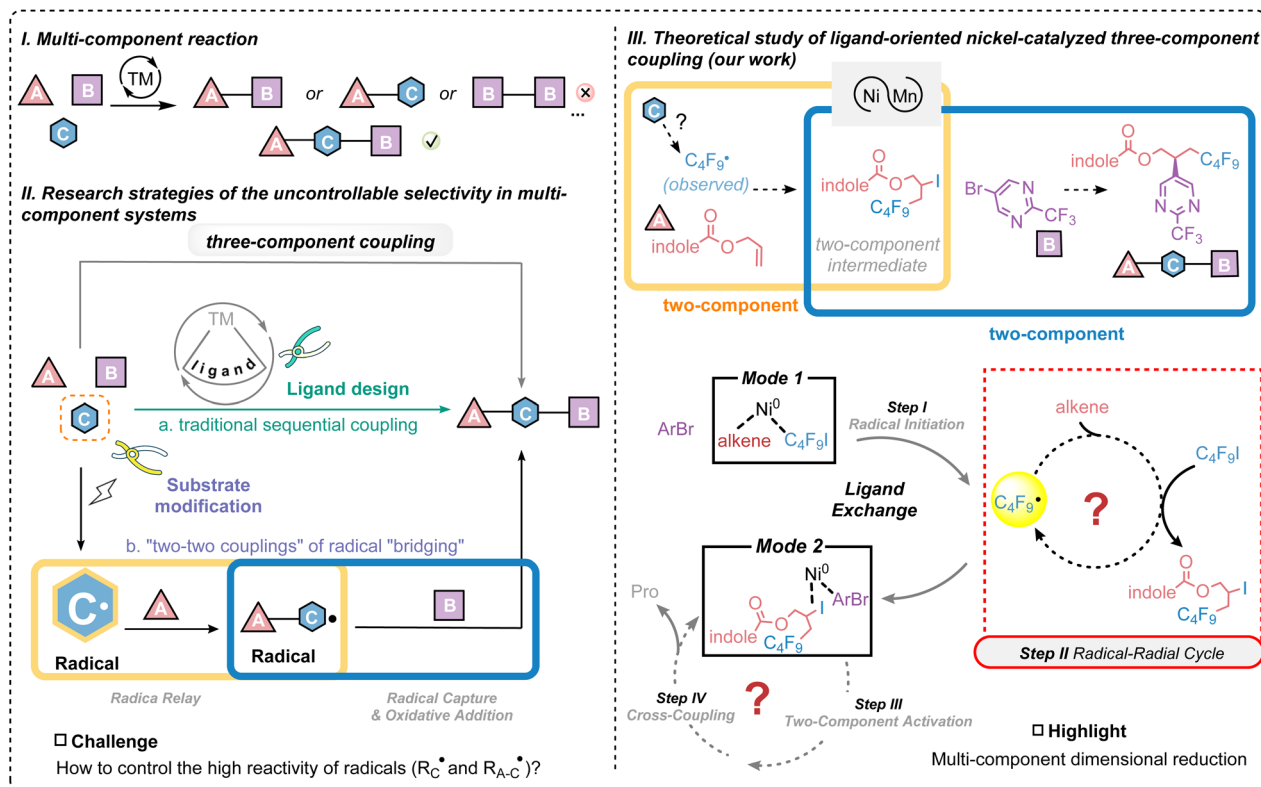 I. Multi-component reaction
TM
A
B
C
A B or A C or B B
...
A C B
II. Research strategies of the uncontrollable selectivity in multi-
component systems
three-component coupling
TM
ligand
A
B
C
Ligand design
a. traditional sequential coupling
A C B
Substrate
modification
b. "two-two couplings" of radical "bridging"
C•
A
A C •
B
Radical
Radical
Radica Relay
Radical Capture
& Oxidative Addition
Challenge
How to control the high reactivity of radicals (R_C• and R_A-C•)?
III. Theoretical study of ligand-oriented nickel-catalyzed three-component
coupling (our work)
Ni Mn
C
?
C₄F₉•
(observed)
A
indole
O
O
O
indole
O
I
C₄F₉
two-component
intermediate
Br
N
N
CF₃
B
O
indole
O
C₄F₉
N
N
CF₃
A C B
two-component
two-component
Mode 1
ArBr
Ni⁰
alkene
C₄F₉I
Step I
Radical Initiation
Ligand
Exchange
alkene
C₄F₉I
C₄F₉•
?
O
indole
O
I
C₄F₉
Step II Radical-Radial Cycle
Mode 2
Ni⁰
ArBr
O
indole
O
I
C₄F₉
Pro
Step IV
Cross-Coupling
?
Step III
Two-Component Activation
Highlight
Multi-component dimensional reduction